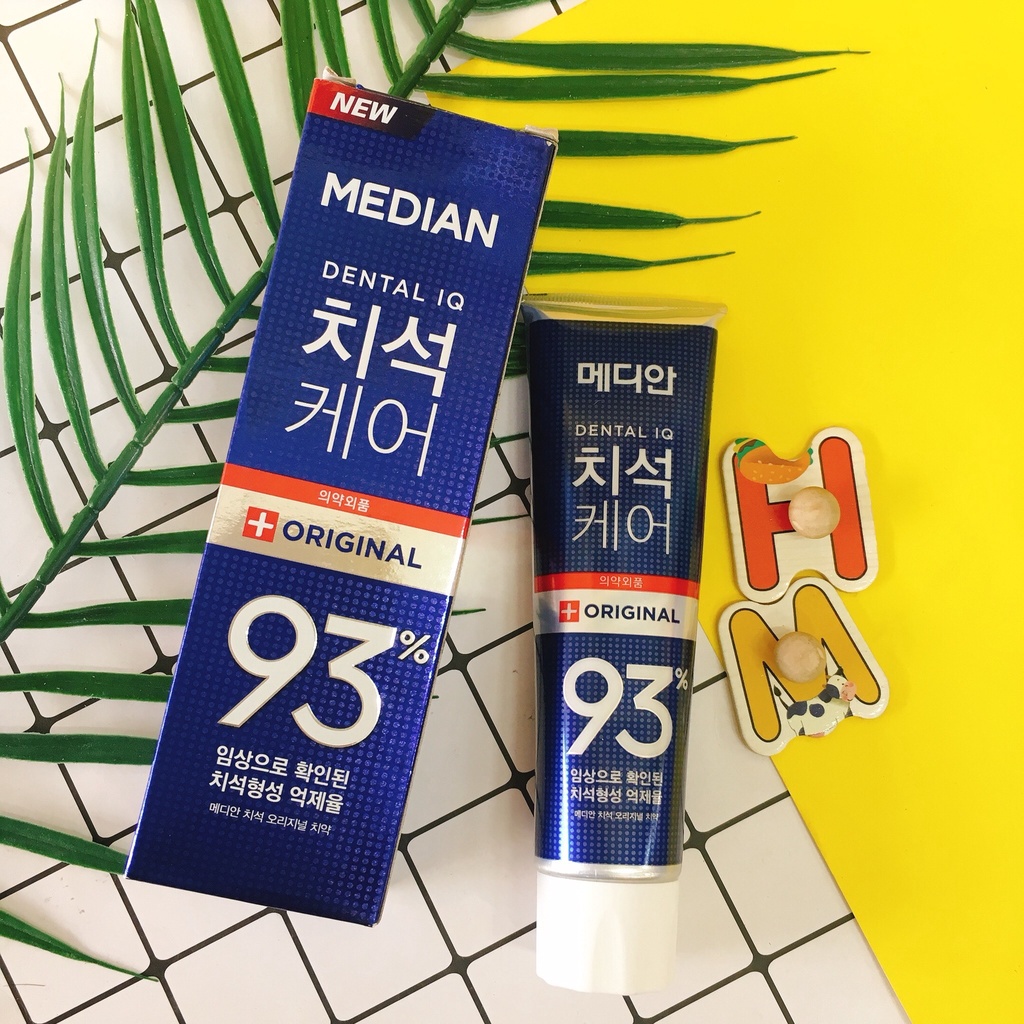 NEW
MEDIAN
DENTAL IQ
치석
케어
의약외품
ORIGINAL
93%
임상으로 확인된
치석형성 억제율
메디안 치석 오리지널 치약
메디안
DENTAL IQ
치석
케어
의약외품
ORIGINAL
93%
임상으로 확인된
치석형성 억제율
메디안 치석 오리지널 치약
H
M